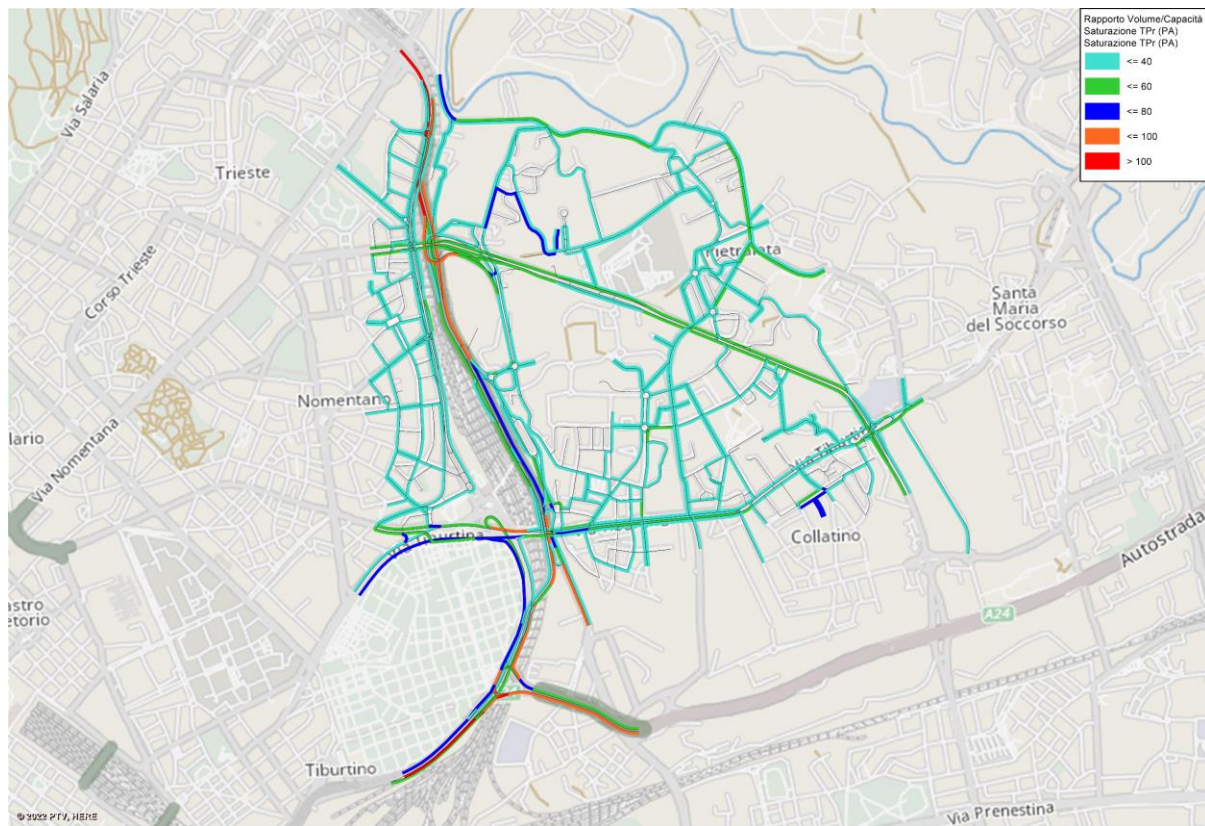 Rapporto Volume/Capacità
Saturazione TPr (PA)
Saturazione TPr (PA)
<= 40
<= 60
<= 80
<= 100
> 100
Via Salaria
Trieste
Corso Trieste
Pietralata
Santa
Maria
del Soccorso
Nomentano
lario
Via Nomentana
Via Tiburtina
Collatino
Autostrada
A24
astro
etorio
Tiburtino
Via Prenestina
© 2022 PTV, HERE